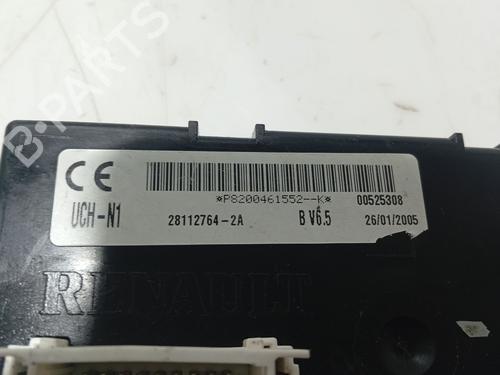 B-PARTS
CE
*P8200461552--K* 00525308
UCH-N1 28112764-2A B V6.5 26/01/2005
RENAULT